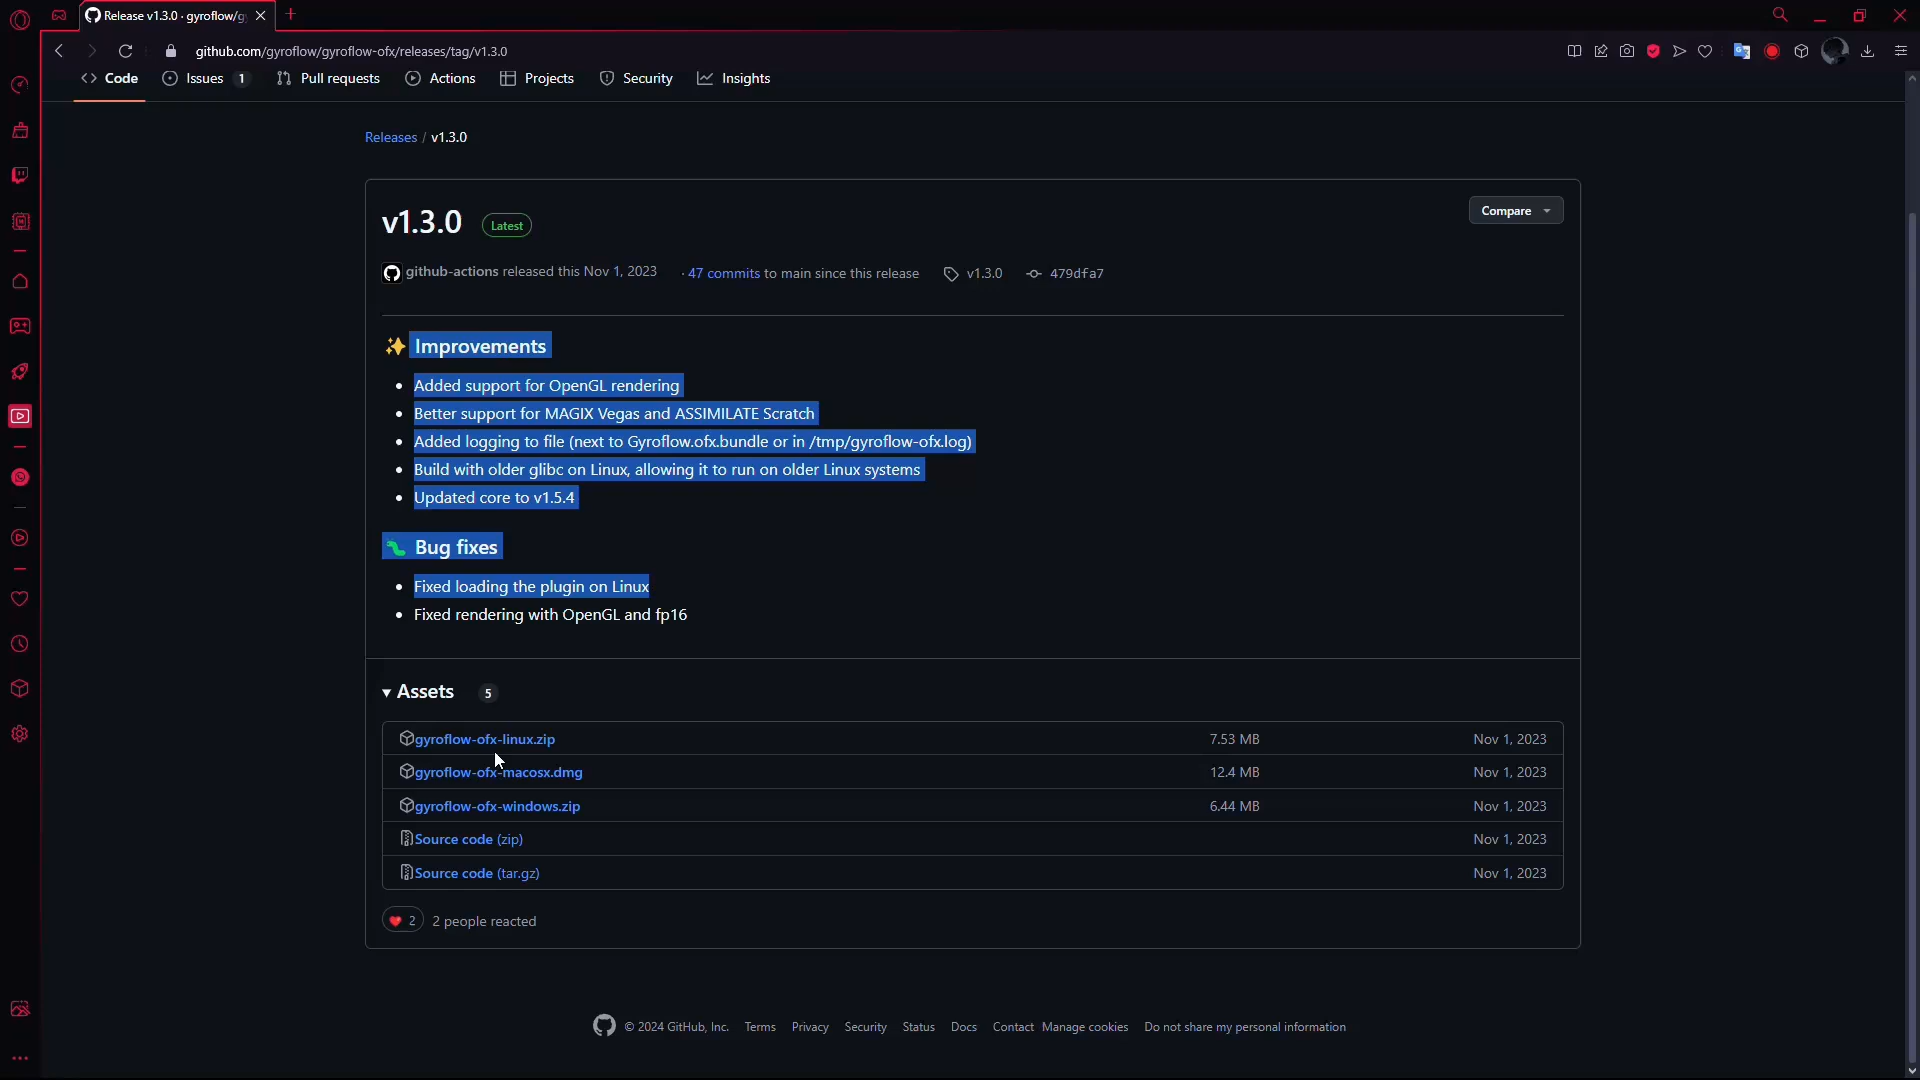 Release v1.3.0 · gyroflow/g
github.com/gyroflow/gyroflow-ofx/releases/tag/v1.3.0
Code Issues 1 Pull requests Actions Projects Security Insights
Releases / v1.3.0
v1.3.0 Latest Compare
github-actions released this Nov 1, 2023 · 47 commits to main since this release v1.3.0 479dfa7
✨ Improvements
• Added support for OpenGL rendering
• Better support for MAGIX Vegas and ASSIMILATE Scratch
• Added logging to file (next to Gyroflow.ofx.bundle or in /tmp/gyroflow-ofx.log)
• Build with older glibc on Linux, allowing it to run on older Linux systems
• Updated core to v1.5.4
🐛 Bug fixes
• Fixed loading the plugin on Linux
• Fixed rendering with OpenGL and fp16
Assets 5
gyroflow-ofx-linux.zip 7.53 MB Nov 1, 2023
gyroflow-ofx-macosx.dmg 12.4 MB Nov 1, 2023
gyroflow-ofx-windows.zip 6.44 MB Nov 1, 2023
Source code (zip) Nov 1, 2023
Source code (tar.gz) Nov 1, 2023
❤️ 2 2 people reacted
© 2024 GitHub, Inc. Terms Privacy Security Status Docs Contact Manage cookies Do not share my personal information